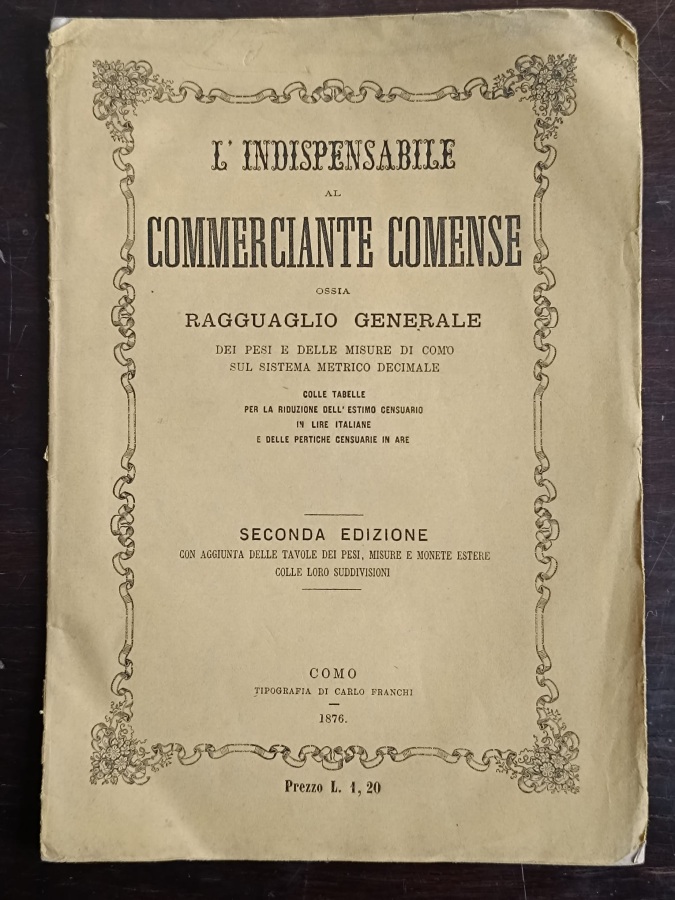 L'INDISPENSABILE
AL
COMMERCIANTE COMENSE
OSSIA
RAGGUAGLIO GENERALE
DEI PESI E DELLE MISURE DI COMO
SUL SISTEMA METRICO DECIMALE
COLLE TABELLE
PER LA RIDUZIONE DELL'ESTIMO CENSUARIO
IN LIRE ITALIANE
E DELLE PERTICHE CENSUARIE IN ARE
SECONDA EDIZIONE
CON AGGIUNTA DELLE TAVOLE DEI PESI, MISURE E MONETE ESTERE
COLLE LORO SUDDIVISIONI
COMO
TIPOGRAFIA DI CARLO FRANCHI
1876.
Prezzo L. 1, 20